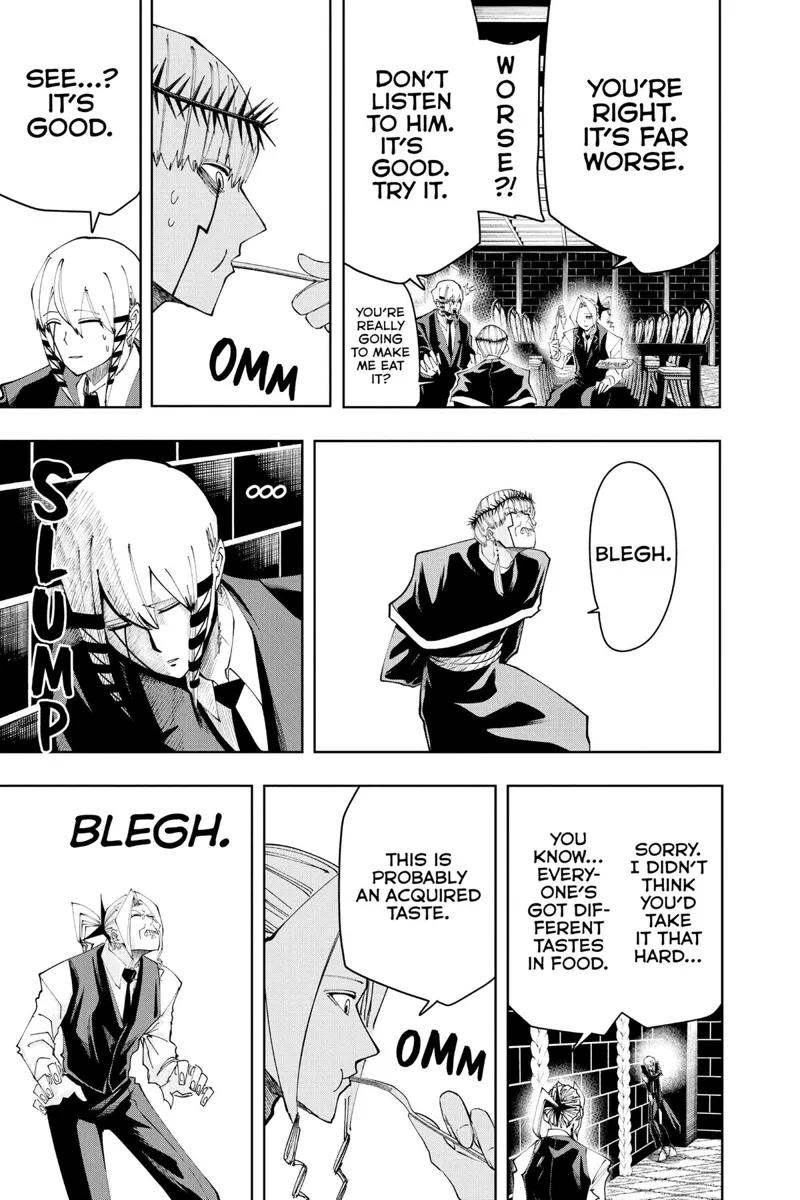 YOU'RE
RIGHT.
IT'S FAR
WORSE.
WORSE?!
DON'T
LISTEN
TO HIM.
IT'S
GOOD.
TRY IT.
YOU'RE
REALLY
GOING
TO MAKE
ME EAT
IT?
OMM
SEE...?
IT'S
GOOD.
BLEGH.
...
SLUMP
SORRY.
I DIDN'T
THINK
YOU'D
TAKE
IT THAT
HARD...
YOU
KNOW...
EVERY-
ONE'S
GOT DIF-
FERENT
TASTES
IN FOOD.
THIS IS
PROBABLY
AN ACQUIRED
TASTE.
OMM
BLEGH.